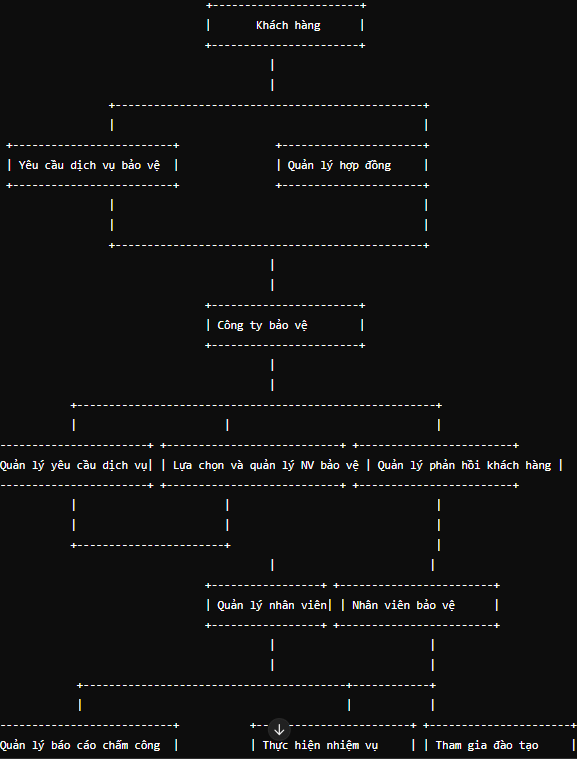 Khách hàng
Yêu cầu dịch vụ bảo vệ Quản lý hợp đồng
Công ty bảo vệ
Quản lý yêu cầu dịch vụ Lựa chọn và quản lý NV bảo vệ Quản lý phản hồi khách hàng
Quản lý nhân viên Nhân viên bảo vệ
Quản lý báo cáo chấm công Thực hiện nhiệm vụ Tham gia đào tạo